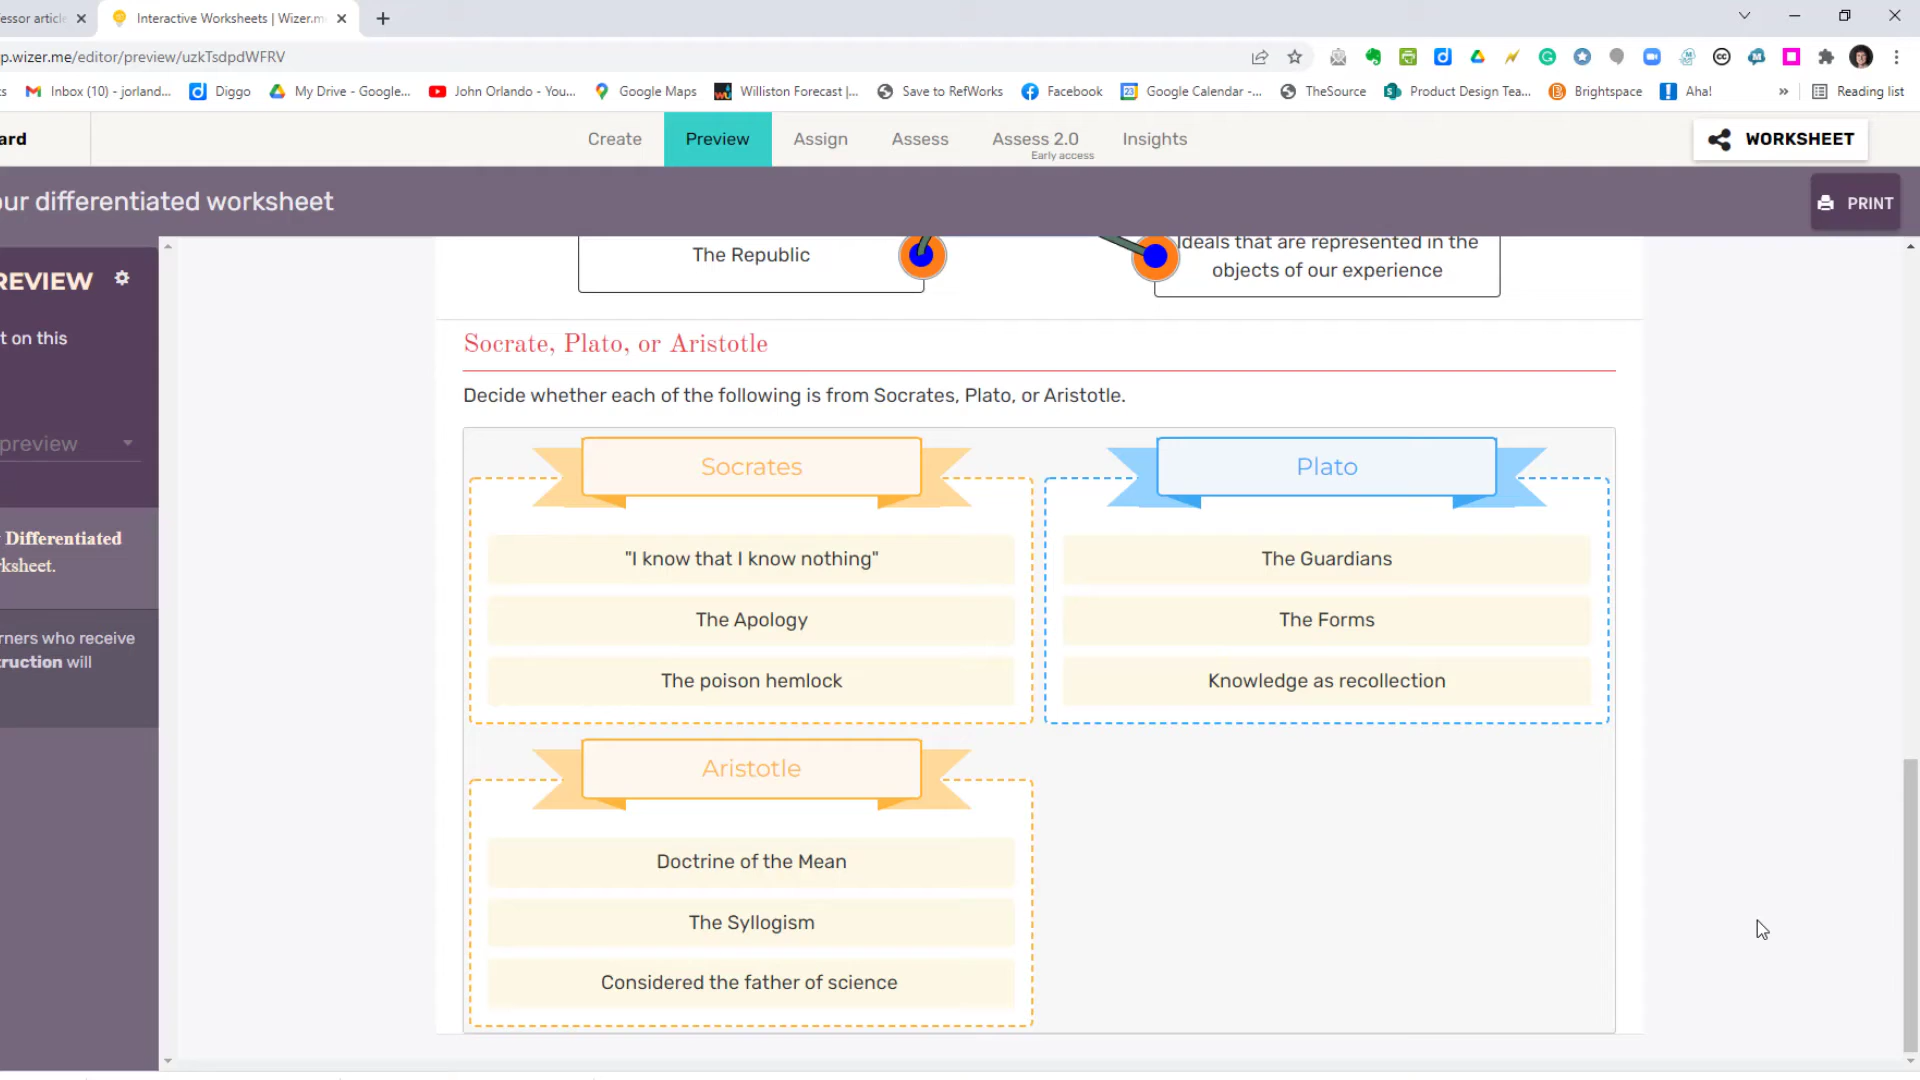 essor article
Interactive Worksheets | Wizer.m
p.wizer.me/editor/preview/uzkTsdpdWFRV
Inbox (10) - jorland...
Diggo
My Drive - Google...
John Orlando - You...
Google Maps
Williston Forecast |...
Save to RefWorks
Facebook
Google Calendar -...
TheSource
Product Design Tea...
Brightspace
Aha!
»
Reading list
ard
Create
Preview
Assign
Assess
Assess 2.0
Early access
Insights
WORKSHEET
our differentiated worksheet
PRINT
REVIEW
t on this
preview
Differentiated
ksheet.
rners who receive
truction will
The Republic
Ideals that are represented in the
objects of our experience
Socrate, Plato, or Aristotle
Decide whether each of the following is from Socrates, Plato, or Aristotle.
Socrates
"I know that I know nothing"
The Apology
The poison hemlock
Plato
The Guardians
The Forms
Knowledge as recollection
Aristotle
Doctrine of the Mean
The Syllogism
Considered the father of science